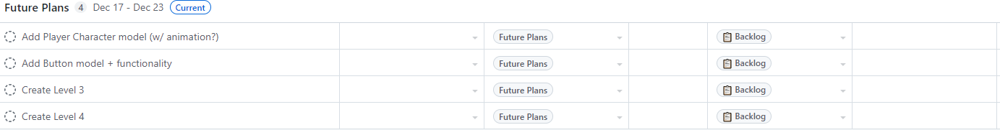 Future Plans 4 Dec 17 - Dec 23 Current
Add Player Character model (w/ animation?) Future Plans Backlog
Add Button model + functionality Future Plans Backlog
Create Level 3 Future Plans Backlog
Create Level 4 Future Plans Backlog